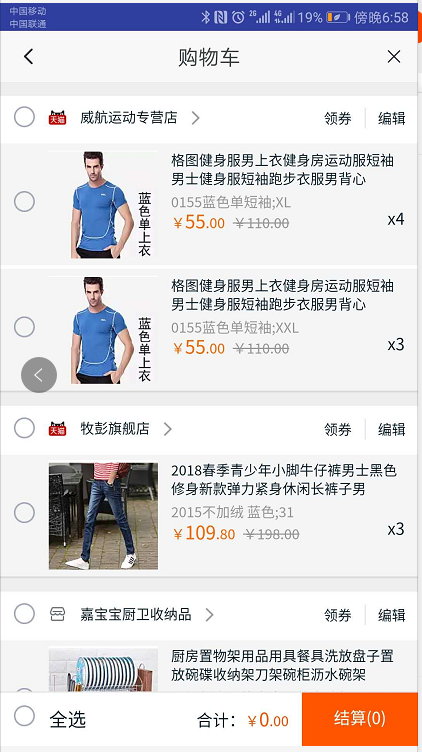 中国移动
中国联通
2G 4G 19% 傍晚6:58
购物车
天猫 威航运动专营店 领券 编辑
格图健身服男上衣健身房运动服短袖
男士健身服短袖跑步衣服男背心
0155蓝色单短袖;XL
￥55.00 ￥110.00 x4
蓝色单上衣
格图健身服男上衣健身房运动服短袖
男士健身服短袖跑步衣服男背心
0155蓝色单短袖;XXL
￥55.00 ￥110.00 x3
蓝色单上衣
天猫 牧彭旗舰店 领券 编辑
2018春季青少年小脚牛仔裤男士黑色
修身新款弹力紧身休闲长裤子男
2015不加绒 蓝色;31
￥109.80 ￥198.00 x3
嘉宝宝厨卫收纳品 领券 编辑
厨房置物架用品用具餐具洗放盘子置
放碗碟收纳架刀架碗柜沥水碗架
全选 合计：￥0.00 结算(0)